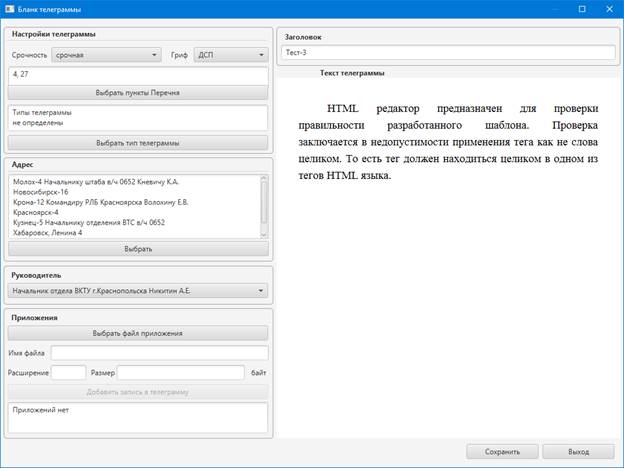 Бланк телеграммы
Настройки телеграммы
Срочность срочная Гриф ДСП
4, 27
Выбрать пункты Перечня
Типы телеграммы
не определены
Выбрать тип телеграммы
Адрес
Молох-4 Начальнику штаба в/ч 0652 Кневичу К.А.
Новосибирск-16
Крона-12 Командиру РЛБ Красноярска Волохину Е.В.
Красноярск-4
Кузнец-5 Начальнику отделения ВТС в/ч 0652
Хабаровск, Ленина 4
Выбрать
Руководитель
Начальник отдела ВКТУ г.Краснопольска Никитин А.Е.
Приложения
Выбрать файл приложения
Имя файла
Расширение Размер байт
Добавить запись в телеграмму
Приложений нет
Заголовок
Тест-3
Текст телеграммы
HTML редактор предназначен для проверки
правильности разработанного шаблона. Проверка
заключается в недопустимости применения тега как не слова
целиком. То есть тег должен находиться целиком в одном из
тегов HTML языка.
Сохранить Выход